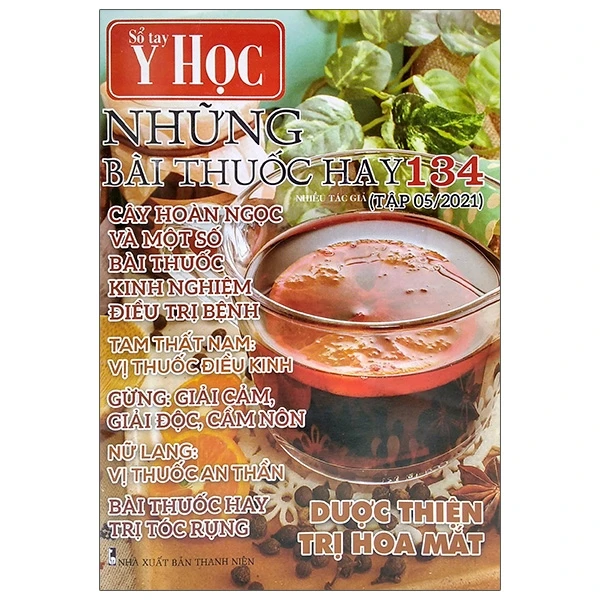 Sổ tay
Y HỌC
NHỮNG
BÀI THUỐC HAY 134
NHIỀU TÁC GIẢ
(TẬP 05/2021)
CÂY HOÀN NGỌC
VÀ MỘT SỐ
BÀI THUỐC
KINH NGHIỆM
ĐIỀU TRỊ BỆNH
TAM THẤT NAM:
VỊ THUỐC ĐIỀU KINH
GỪNG: GIẢI CẢM,
GIẢI ĐỘC, CẦM NÔN
NỮ LANG:
VỊ THUỐC AN THẦN
BÀI THUỐC HAY
TRỊ TÓC RỤNG
DƯỢC THIỆN
TRỊ HOA MẮT
NHÀ XUẤT BẢN THANH NIÊN